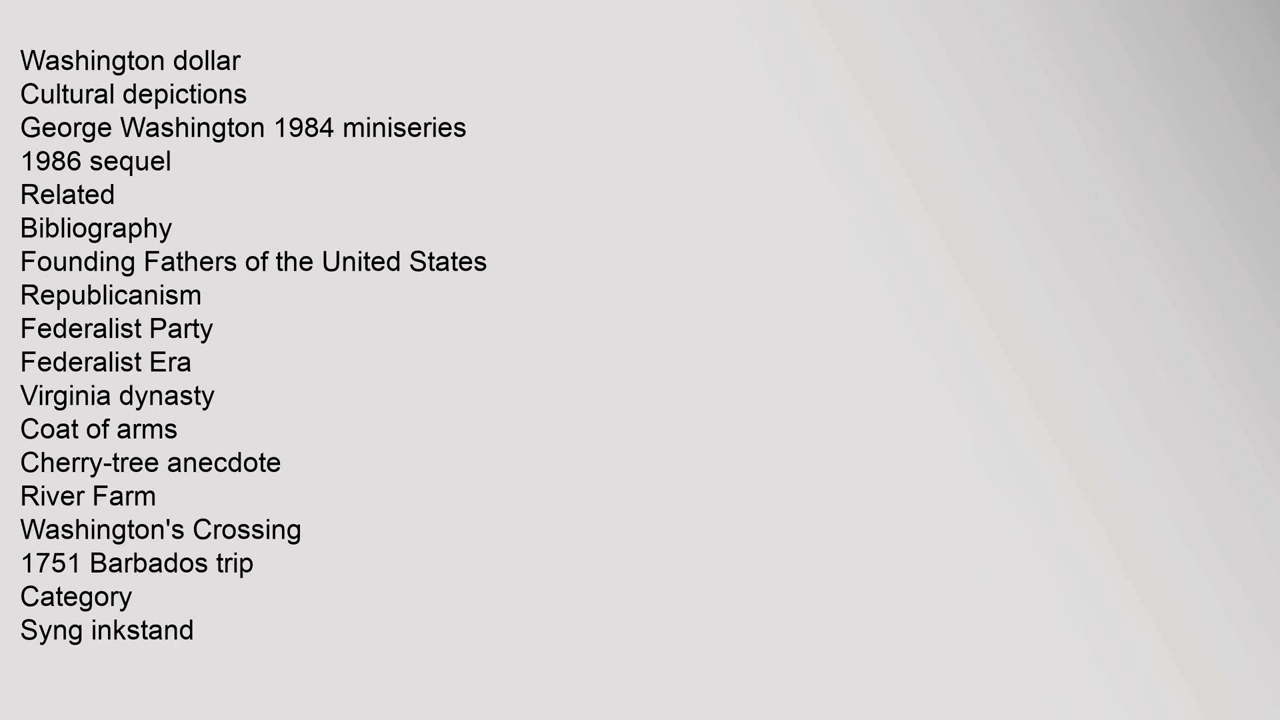 Washington dollar
Cultural depictions
George Washington 1984 miniseries
1986 sequel
Related
Bibliography
Founding Fathers of the United States
Republicanism
Federalist Party
Federalist Era
Virginia dynasty
Coat of arms
Cherry-tree anecdote
River Farm
Washington's Crossing
1751 Barbados trip
Category
Syng inkstand